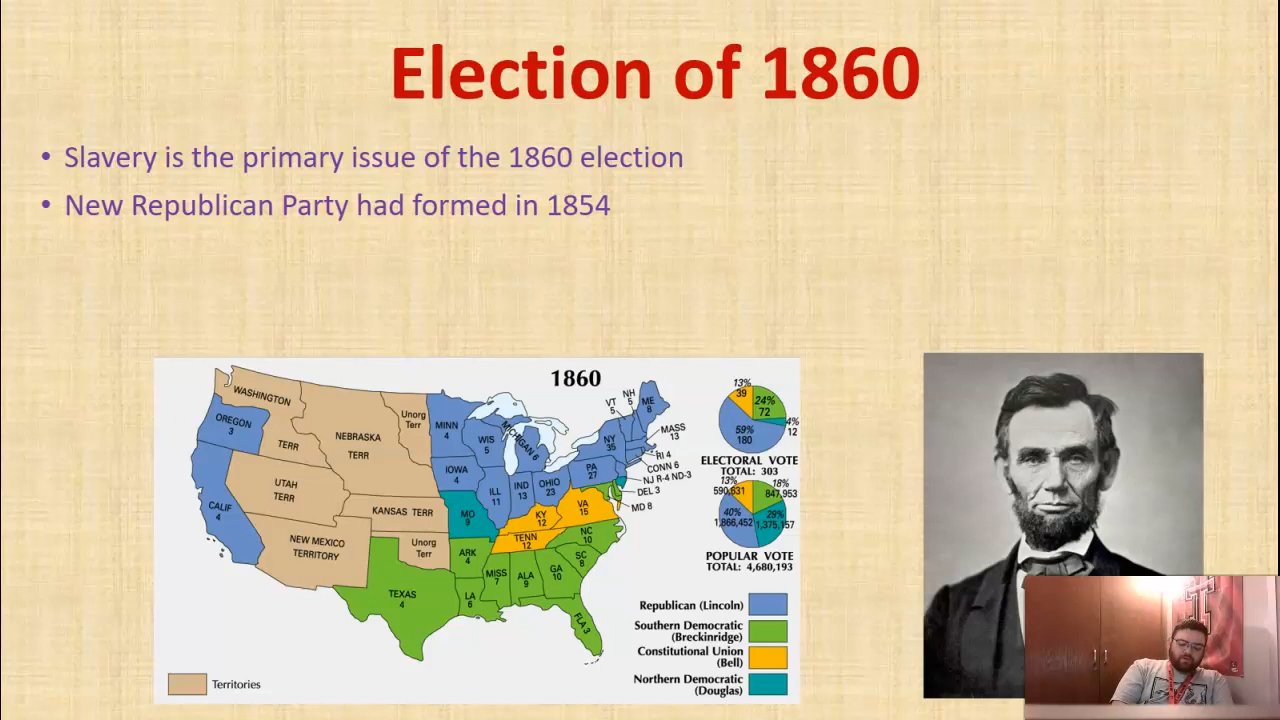 Election of 1860
• Slavery is the primary issue of the 1860 election
• New Republican Party had formed in 1854
1860
WASHINGTON
TERR
OREGON
3
CALIF
4
NEBRASKA
TERR
Unorg
Terr
UTAH
TERR
KANSAS TERR
NEW MEXICO
TERRITORY
Unorg
Terr
TEXAS
4
MINN
4
WIS
5
MICHIGAN 6
IOWA
4
ILL
11
IND
13
OHIO
23
PA
27
NY
35
VT
5
NH
5
ME
8
MASS
13
RI 4
CONN 6
NJ R-4 ND-3
DEL 3
MD 8
MO
9
KY
12
VA
15
TENN
12
NC
10
ARK
4
SC
8
MISS
7
ALA
9
GA
10
LA
6
FLA 3
13%
39
24%
72
4%
12
59%
180
ELECTORAL VOTE
TOTAL: 303
13%
590,631
18%
847,953
40%
1,866,452
29%
1,375,157
POPULAR VOTE
TOTAL: 4,680,193
Republican (Lincoln)
Southern Democratic
(Breckinridge)
Constitutional Union
(Bell)
Northern Democratic
(Douglas)
Territories